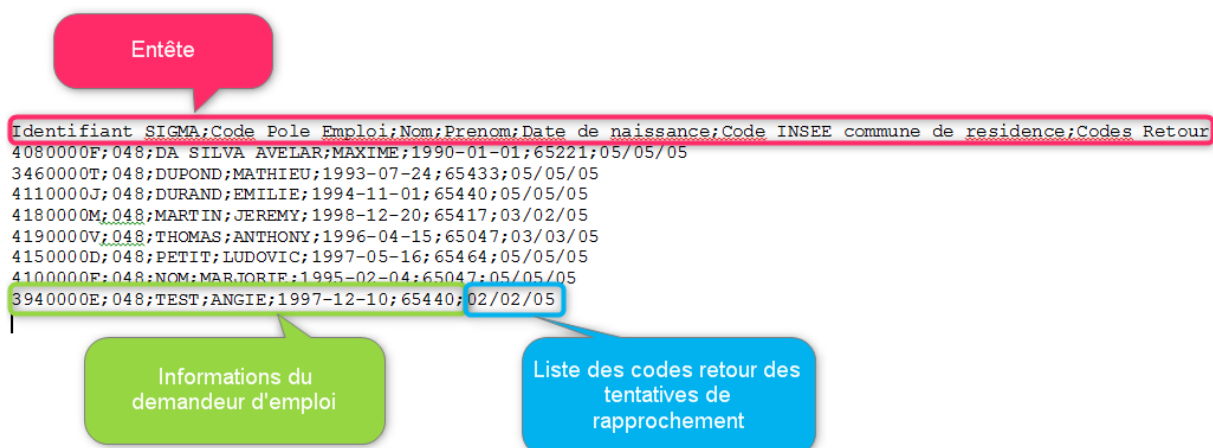 Entête
Identifiant SIGMA;Code Pole Emploi;Nom;Prenom;Date de naissance;Code INSEE commune de residence;Codes Retour
4080000F;048;DA SILVA AVELAR;MAXIME;1990-01-01;65221;05/05/05
3460000T;048;DUPOND;MATHIEU;1993-07-24;65433;05/05/05
4110000J;048;DURAND;EMILIE;1994-11-01;65440;05/05/05
4180000M;048;MARTIN;JEREMY;1998-12-20;65417;03/02/05
4190000V;048;THOMAS;ANTHONY;1996-04-15;65047;03/03/05
4150000D;048;PETIT;LUDOVIC;1997-05-16;65464;05/05/05
4100000F;048;NOM;MARJORIE;1995-02-04;65047;05/05/05
3940000E;048;TEST;ANGIE;1997-12-10;65440;02/02/05
Informations du
demandeur d'emploi
Liste des codes retour des
tentatives de
rapprochement